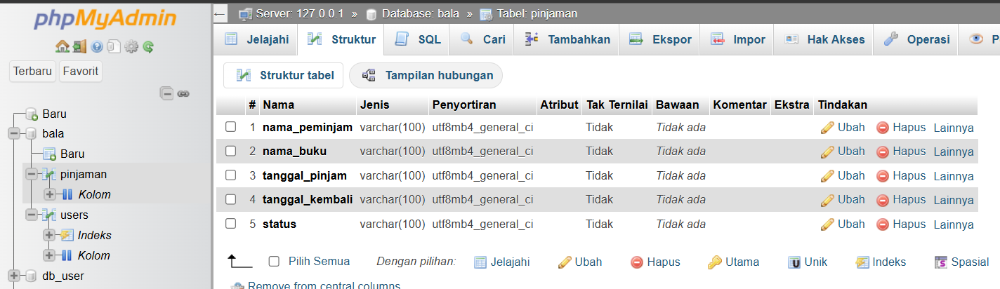 phpMyAdmin
Terbaru Favorit
Baru
bala
Baru
pinjaman
Kolom
users
Indeks
Kolom
db_user
Server: 127.0.0.1 » Database: bala » Tabel: pinjaman
Jelajahi Struktur SQL Cari Tambahkan Ekspor Impor Hak Akses Operasi P
Struktur tabel Tampilan hubungan
# Nama Jenis Penyortiran Atribut Tak Ternilai Bawaan Komentar Ekstra Tindakan
1 nama_peminjam varchar(100) utf8mb4_general_ci Tidak Tidak ada Ubah Hapus Lainnya
2 nama_buku varchar(100) utf8mb4_general_ci Tidak Tidak ada Ubah Hapus Lainnya
3 tanggal_pinjam varchar(100) utf8mb4_general_ci Tidak Tidak ada Ubah Hapus Lainnya
4 tanggal_kembali varchar(100) utf8mb4_general_ci Tidak Tidak ada Ubah Hapus Lainnya
5 status varchar(100) utf8mb4_general_ci Tidak Tidak ada Ubah Hapus Lainnya
Pilih Semua Dengan pilihan: Jelajahi Ubah Hapus Utama Unik Indeks Spasial
Remove from central columns